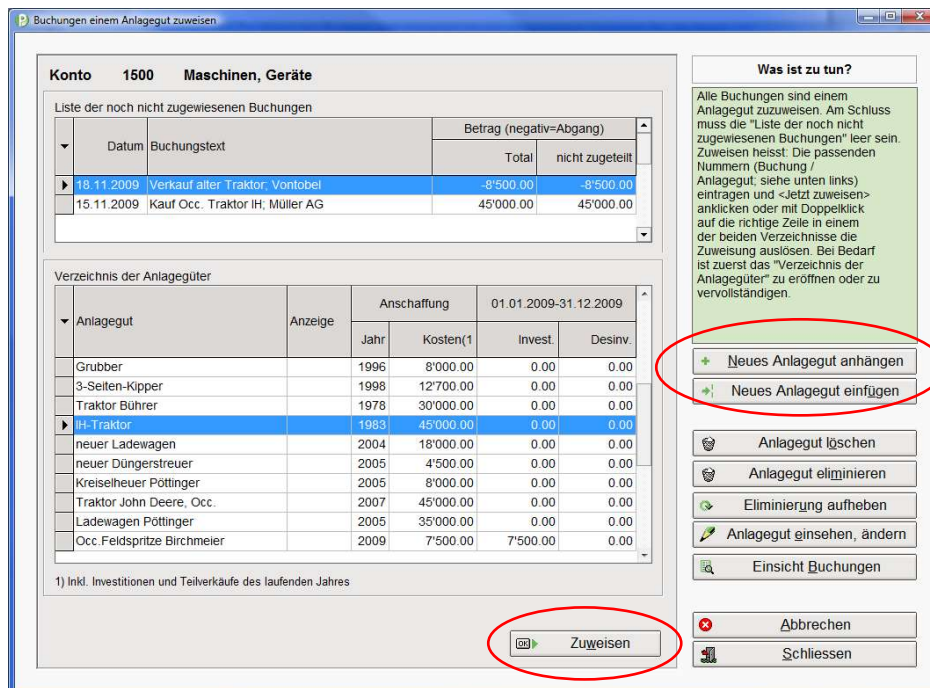 Buchungen einem Anlagegut zuweisen
Konto 1500 Maschinen, Geräte
Liste der noch nicht zugewiesenen Buchungen
Betrag (negativ=Abgang)
Datum Buchungstext Total nicht zugeteilt
18.11.2009 Verkauf alter Traktor; Vontobel -8'500.00 -8'500.00
15.11.2009 Kauf Occ. Traktor IH; Müller AG 45'000.00 45'000.00
Verzeichnis der Anlagegüter
Anschaffung 01.01.2009-31.12.2009
Anlagegut Anzeige
Jahr Kosten(1 Invest. Desinv.
Grubber 1996 8'000.00 0.00 0.00
3-Seiten-Kipper 1998 12'700.00 0.00 0.00
Traktor Bührer 1978 30'000.00 0.00 0.00
IH-Traktor 1983 45'000.00 0.00 0.00
neuer Ladewagen 2004 18'000.00 0.00 0.00
neuer Düngerstreuer 2005 4'500.00 0.00 0.00
Kreiselheuer Pöttinger 2005 8'000.00 0.00 0.00
Traktor John Deere, Occ. 2007 45'000.00 0.00 0.00
Ladewagen Pöttinger 2005 35'000.00 0.00 0.00
Occ.Feldspritze Birchmeier 2009 7'500.00 7'500.00 0.00
1) Inkl. Investitionen und Teilverkäufe des laufenden Jahres
OK Zuweisen
Was ist zu tun?
Alle Buchungen sind einem
Anlagegut zuzuweisen. Am Schluss
muss die "Liste der noch nicht
zugewiesenen Buchungen" leer sein.
Zuweisen heisst: Die passenden
Nummern (Buchung /
Anlagegut; siehe unten links)
eintragen und <Jetzt zuweisen>
anklicken oder mit Doppelklick
auf die richtige Zeile in einem
der beiden Verzeichnisse die
Zuweisung auslösen. Bei Bedarf
ist zuerst das "Verzeichnis der
Anlagegüter" zu eröffnen oder zu
vervollständigen.
Neues Anlagegut anhängen
Neues Anlagegut einfügen
Anlagegut löschen
Anlagegut eliminieren
Eliminierung aufheben
Anlagegut einsehen, ändern
Einsicht Buchungen
Abbrechen
Schliessen